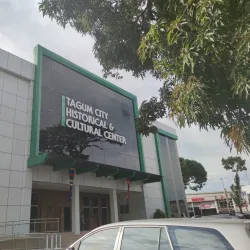 TAGUM CITY
HISTORICAL &
CULTURAL CENTER